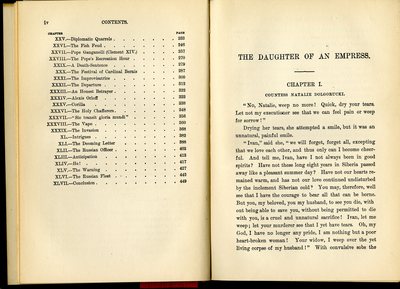 iv CONTENTS.
CHAPTER PAGE
XXV.—Diplomatic Quarrels 233
XXVI.—The Fish Feud 246
XXVII.—Pope Ganganelli (Clement XIV.) 257
XXVIII.—The Pope's Recreation Hour 270
XXIX.—A Death-Sentence 279
XXX.—The Festival of Cardinal Bernis 287
XXXI.—The Improvisatrice 300
XXXII.—The Departure 312
XXXIII.—An Honest Betrayer 322
XXXIV.—Alexis Orloff
XXXV.—Corilla
XXXVI.—The Holy Chafferers 348
XXXVII.—"Sic transit gloria mundi" 356
XXXVIII.—The Vapo 360
XXXIX.—The Invasion 368
XL.—Intrigues 382
XLI.—The Dooming Letter 388
XLII.—The Russian Officer 402
XLIII.—Anticipation 413
XLIV.—He! 417
XLV.—The Warning 427
XLVI.—The Russian Fleet 443
XLVII.—Conclusion 449
THE DAUGHTER OF AN EMPRESS.
CHAPTER I.
COUNTESS NATALIE DOLGORUCKI.
"No, Natalie, weep no more! Quick, dry your tears.
Let not my executioner see that we can feel pain or weep
for sorrow!"
Drying her tears, she attempted a smile, but it was an
unnatural, painful smile.
"Ivan," said she, "we will forget, forget all, excepting
that we love each other, and thus only can I become cheer-
ful. And tell me, Ivan, have I not always been in good
spirits? Have not these long eight years in Siberia passed
away like a pleasant summer day? Have not our hearts re-
mained warm, and has not our love continued undisturbed
by the inclement Siberian cold? You may, therefore, well
see that I have the courage to bear all that can be borne.
But you, my beloved, you my husband, to see you die, with-
out being able to save you, without being permitted to die
with you, is a cruel and unnatural sacrifice! Ivan, let me
weep; let your murderer see that I yet have tears. Oh, my
God, I have no longer any pride, I am nothing but a poor
heart-broken woman! Your widow, I weep over the yet
living corpse of my husband!" With convulsive sobs the